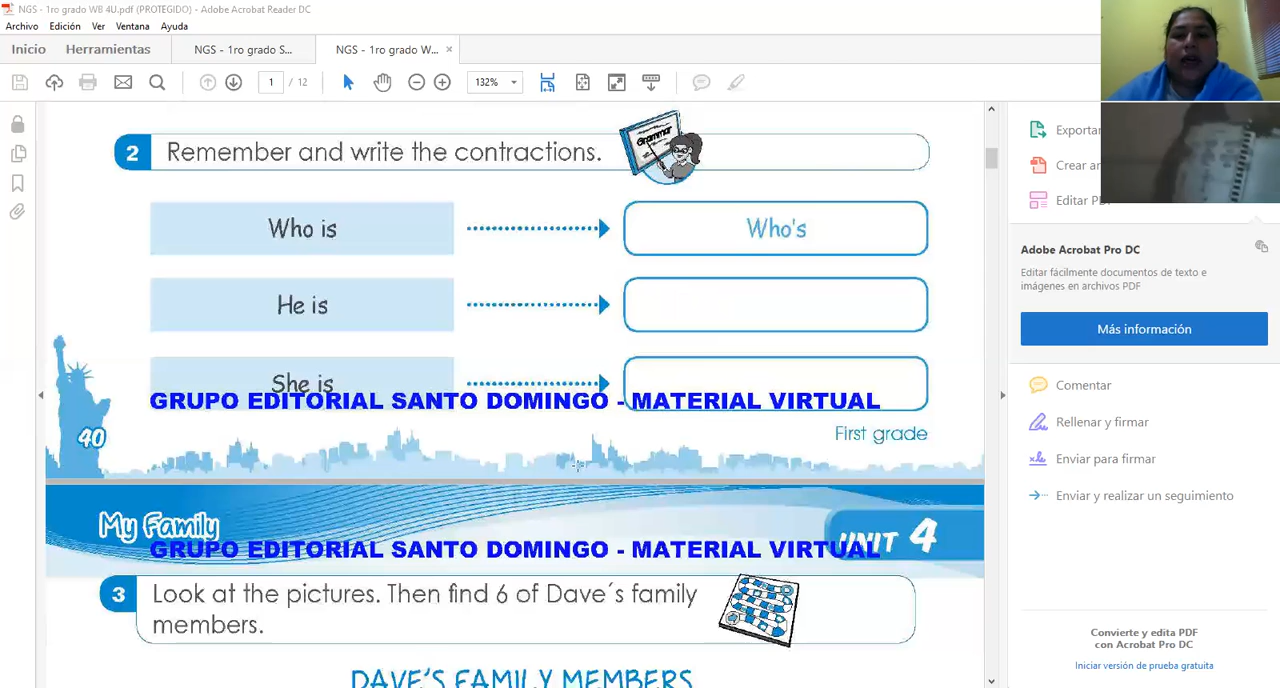 NGS - 1ro grado WB 4U.pdf (PROTEGIDO) - Adobe Acrobat Reader DC
Archivo Edición Ver Ventana Ayuda
Inicio Herramientas NGS - 1ro grado S... NGS - 1ro grado W... ×
1 / 12 132%
2 Remember and write the contractions.
Grammar
Who is Who's
He is
She is
GRUPO EDITORIAL SANTO DOMINGO - MATERIAL VIRTUAL
40
First grade
My Family
UNIT 4
GRUPO EDITORIAL SANTO DOMINGO - MATERIAL VIRTUAL
3 Look at the pictures. Then find 6 of Dave´s family
members.
DAVE'S FAMILY MEMBERS
Exportar
Crear ar
Editar PD
Adobe Acrobat Pro DC
Editar fácilmente documentos de texto e
imágenes en archivos PDF
Más información
Comentar
Rellenar y firmar
Enviar para firmar
Enviar y realizar un seguimiento
Convierte y edita PDF
con Acrobat Pro DC
Iniciar versión de prueba gratuita